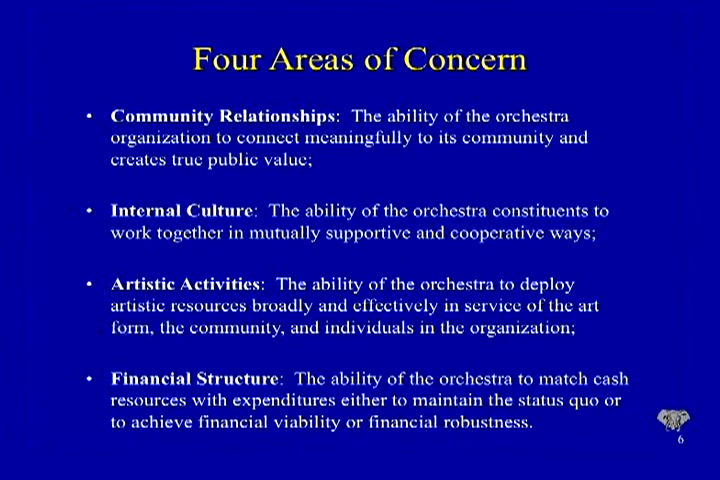 Four Areas of Concern
• Community Relationships: The ability of the orchestra
organization to connect meaningfully to its community and
creates true public value;
• Internal Culture: The ability of the orchestra constituents to
work together in mutually supportive and cooperative ways;
• Artistic Activities: The ability of the orchestra to deploy
artistic resources broadly and effectively in service of the art
form, the community, and individuals in the organization;
• Financial Structure: The ability of the orchestra to match cash
resources with expenditures either to maintain the status quo or
to achieve financial viability or financial robustness.
6